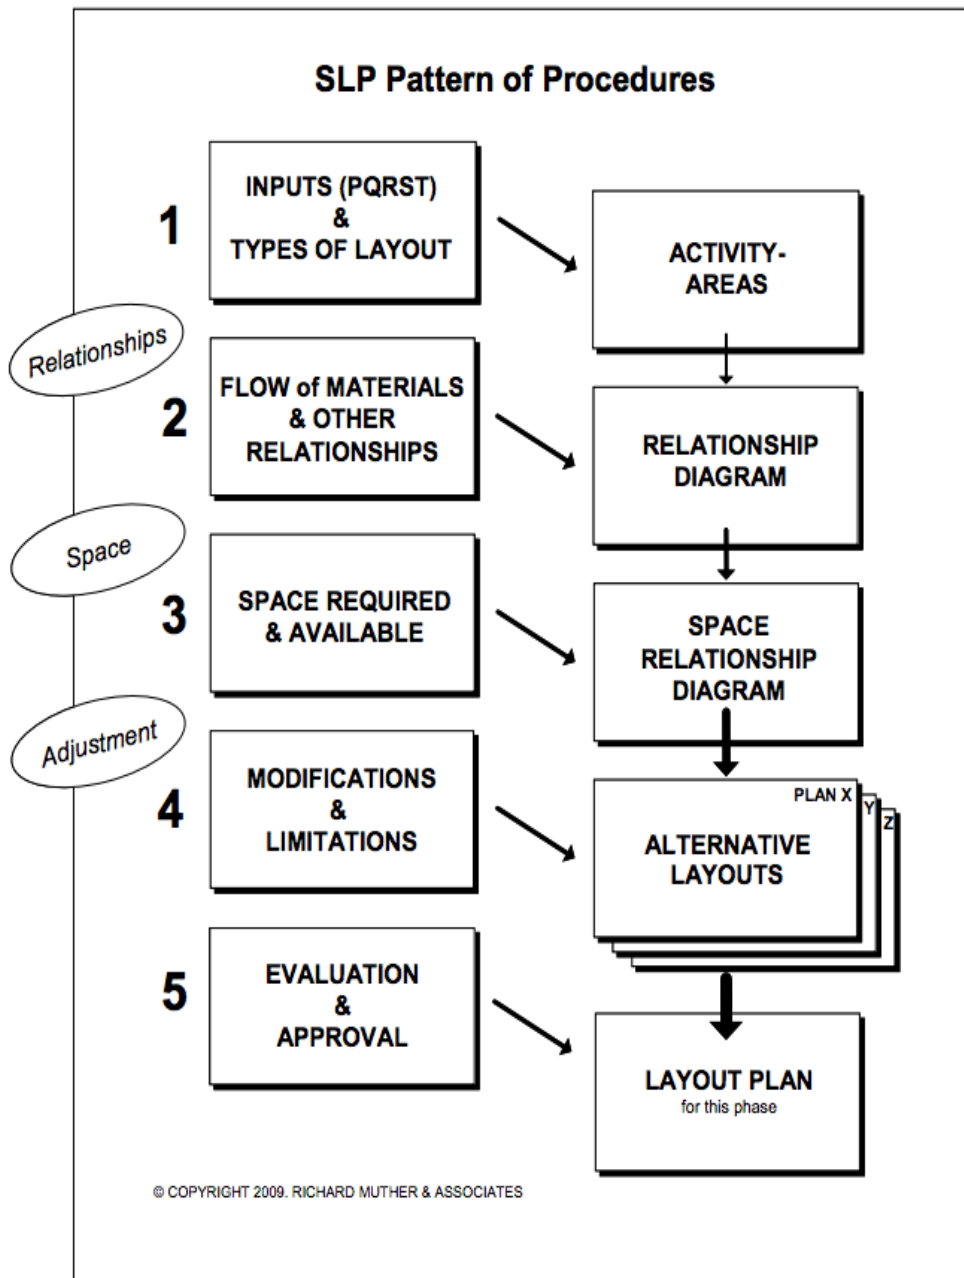 SLP Pattern of Procedures
1
INPUTS (PQRST)
&
TYPES OF LAYOUT
ACTIVITY-
AREAS
Relationships
2
FLOW of MATERIALS
& OTHER
RELATIONSHIPS
RELATIONSHIP
DIAGRAM
Space
3
SPACE REQUIRED
& AVAILABLE
SPACE
RELATIONSHIP
DIAGRAM
Adjustment
4
MODIFICATIONS
&
LIMITATIONS
PLAN X
Y
Z
ALTERNATIVE
LAYOUTS
5
EVALUATION
&
APPROVAL
LAYOUT PLAN
for this phase
© COPYRIGHT 2009. RICHARD MUTHER & ASSOCIATES